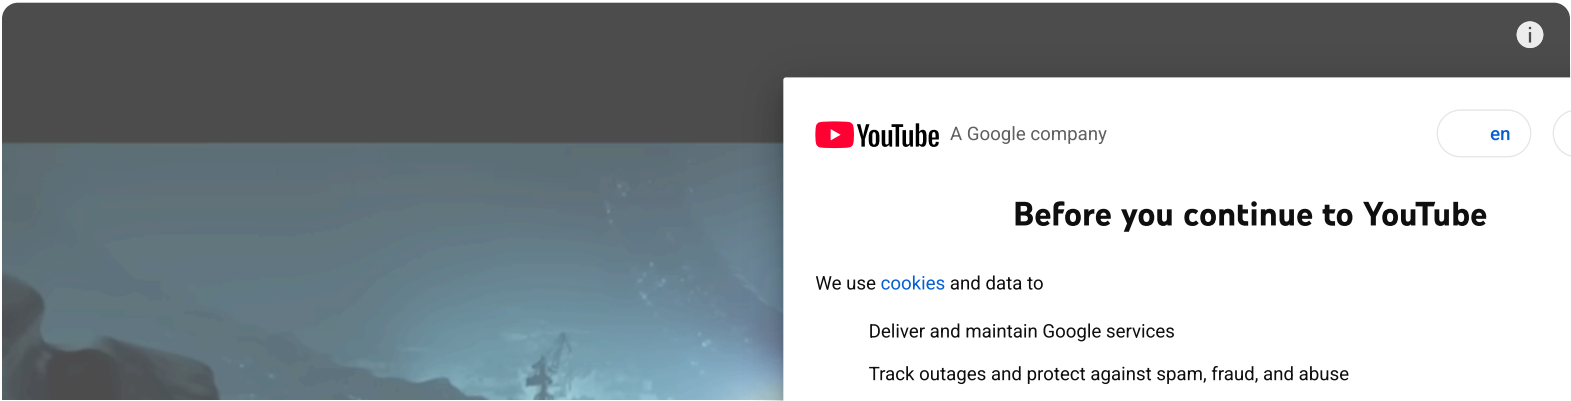 YouTube A Google company
en
Before you continue to YouTube
We use cookies and data to
Deliver and maintain Google services
Track outages and protect against spam, fraud, and abuse